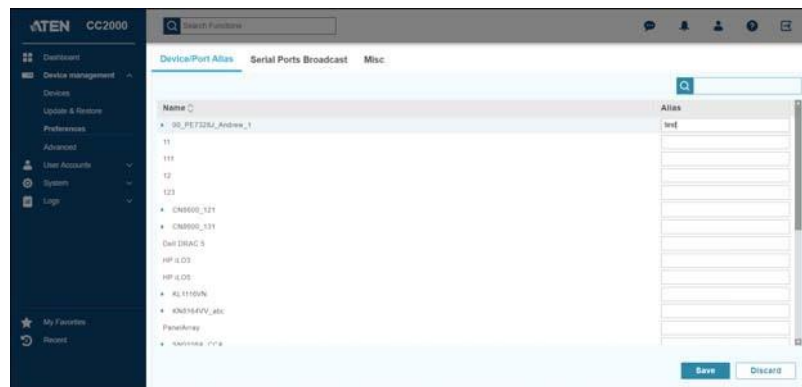 ATEN CC2000
Search Functions
Dashboard
Device management
Devices
Update & Restore
Preferences
Advanced
User Accounts
System
Logs
My Favorites
Recent
Device/Port Alias Serial Ports Broadcast Misc
Name Alias
00_PE7328J_Andrew_1 test
11
111
12
123
CN8600_121
CN8600_131
Dell DRAC 5
HP iLO3
HP iLO5
KL1116VN
KN8164VV_abc
PanelArray
Save Discard